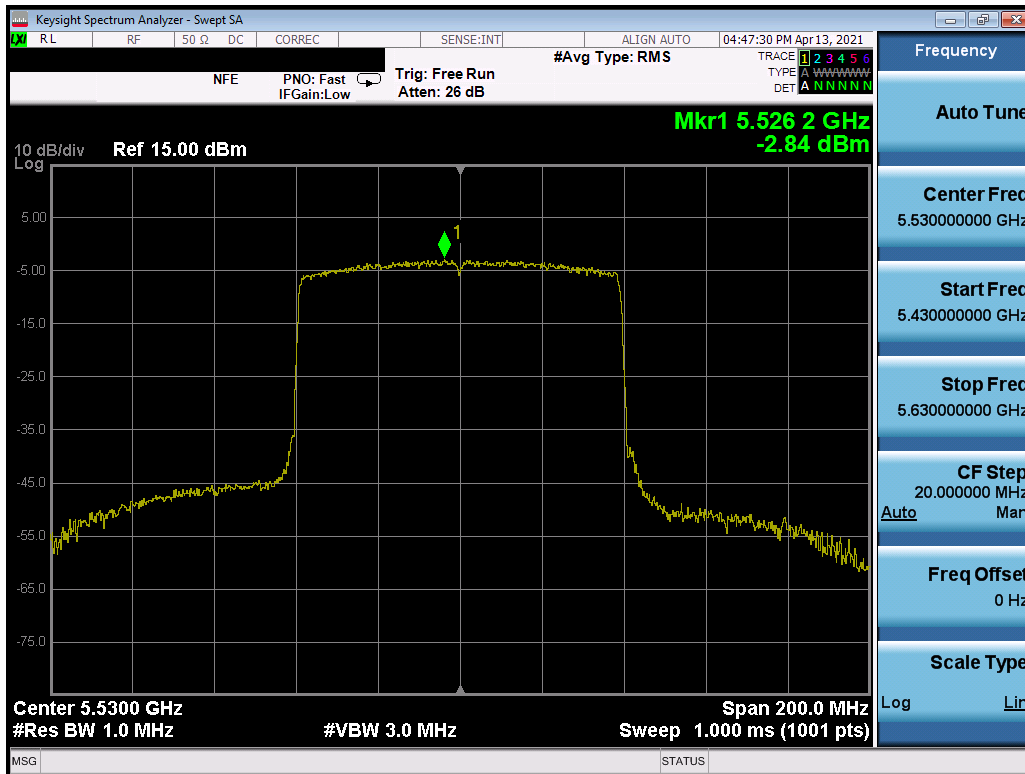 Keysight Spectrum Analyzer - Swept SA
LXI RL RF 50 Ω DC CORREC SENSE:INT ALIGN AUTO 04:47:30 PM Apr 13, 2021
NFE PNO: Fast IFGain:Low
Trig: Free Run
Atten: 26 dB
#Avg Type: RMS
TRACE 1 2 3 4 5 6
TYPE A WWWWW
DET A N N N N N
Mkr1 5.526 2 GHz
-2.84 dBm
10 dB/div
Log
Ref 15.00 dBm
1
5.00
-5.00
-15.0
-25.0
-35.0
-45.0
-55.0
-65.0
-75.0
Center 5.5300 GHz
Span 200.0 MHz
#Res BW 1.0 MHz
#VBW 3.0 MHz
Sweep 1.000 ms (1001 pts)
MSG
STATUS
Frequency
Auto Tune
Center Freq
5.530000000 GHz
Start Freq
5.430000000 GHz
Stop Freq
5.630000000 GHz
CF Step
20.000000 MHz
Auto Man
Freq Offset
0 Hz
Scale Type
Log Lin